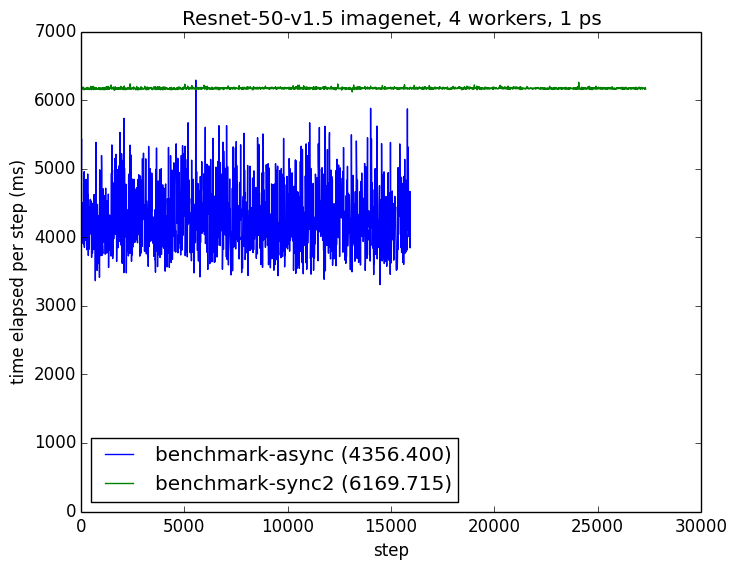 Resnet-50-v1.5 imagenet, 4 workers, 1 ps
7000
6000
5000
4000
3000
2000
1000
0
time elapsed per step (ms)
benchmark-async (4356.400)
benchmark-sync2 (6169.715)
0 5000 10000 15000 20000 25000 30000
step